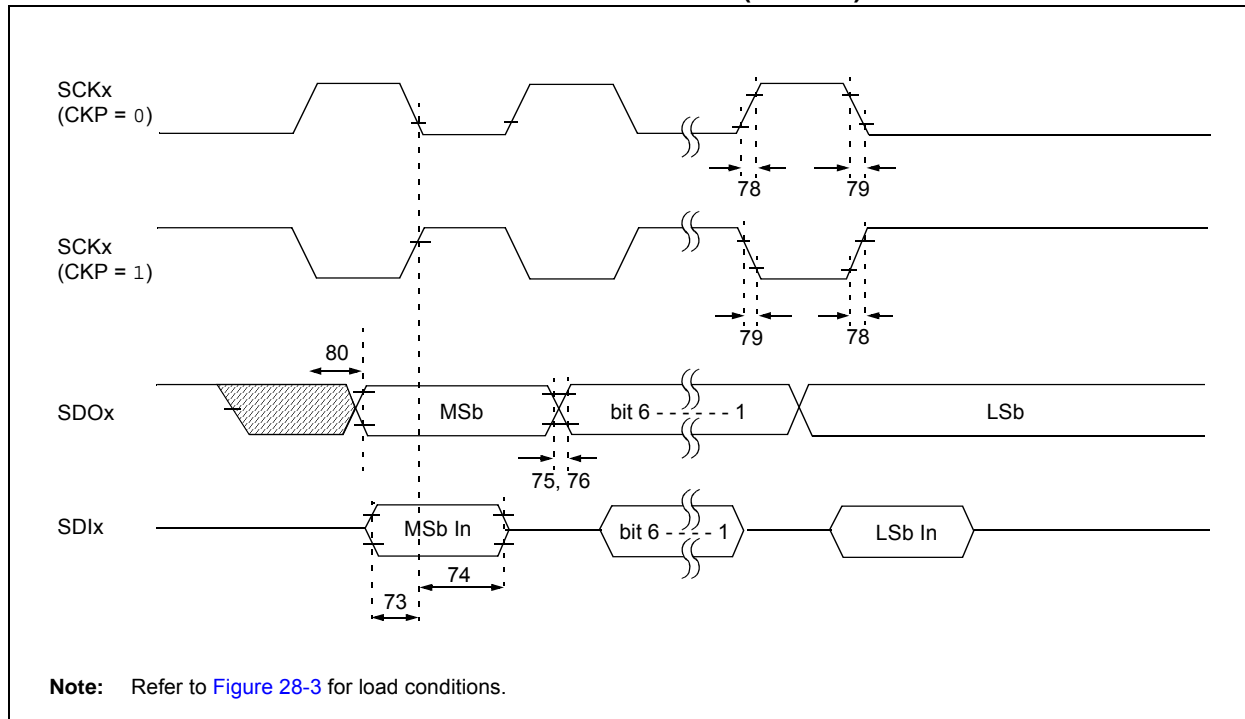 SCKx
(CKP = 0)
78
79
SCKx
(CKP = 1)
79
78
80
SDOx
MSb
bit 6 - - - - - - 1
LSb
75, 76
SDIx
MSb In
bit 6 - - - - 1
LSb In
74
73
Note: Refer to Figure 28-3 for load conditions.